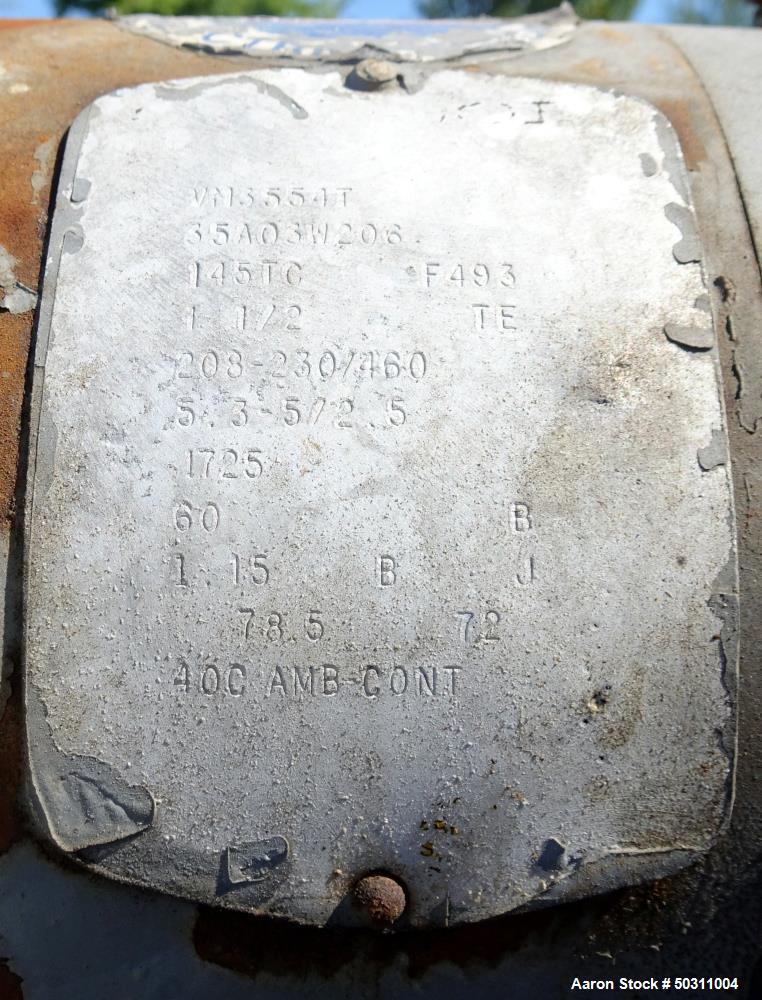 VM3554T
35A03W206
145TC F493
1 1/2 TE
208-230/460
5.3-5/2.5
1725
60 B
1.15 B J
78.5 72
40C AMB-CONT
Aaron Stock # 50311004